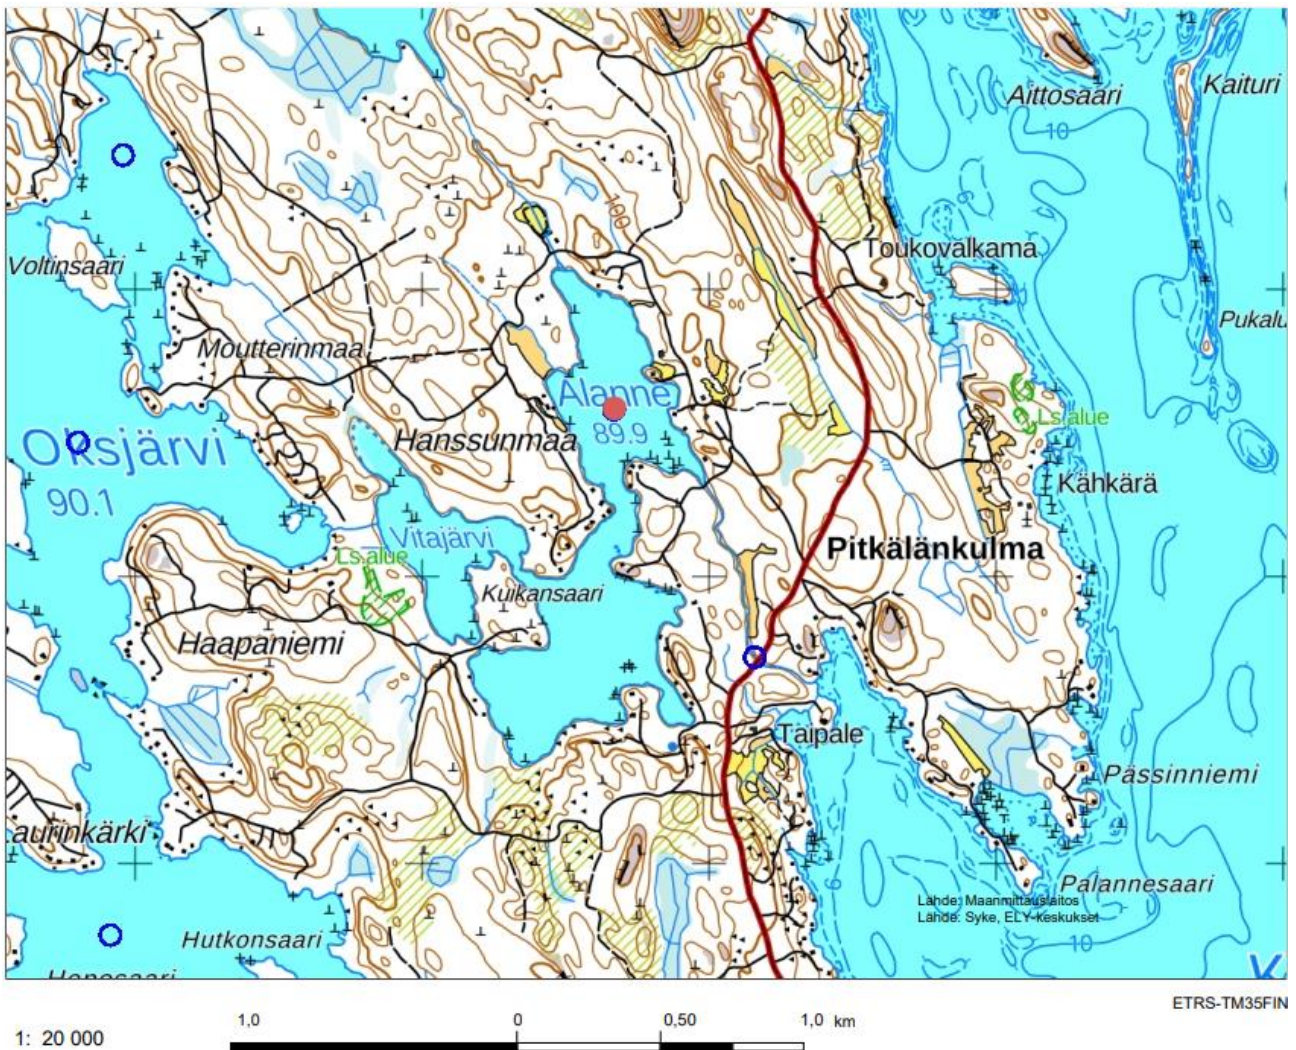 Aittosaari
Kaituri
10
100
Toukovalkama
Voltinsaari
Pukalu
Moutterinmaa
Alanne
89.9
Ls.alue
Oksjärvi
Hanssunmaa
90.1
Kähkärä
Vitajärvi
Pitkälänkulma
Ls.alue
Kuikansaari
Haapaniemi
Taipale
Pässinniemi
aurinkärki
Palannesaari
Lähde: Maanmittauslaitos
Lähde: Syke, ELY-keskukset
Hutkonsaari
10
K
ETRS-TM35FIN
1: 20 000
1,0 0 0,50 1,0 km